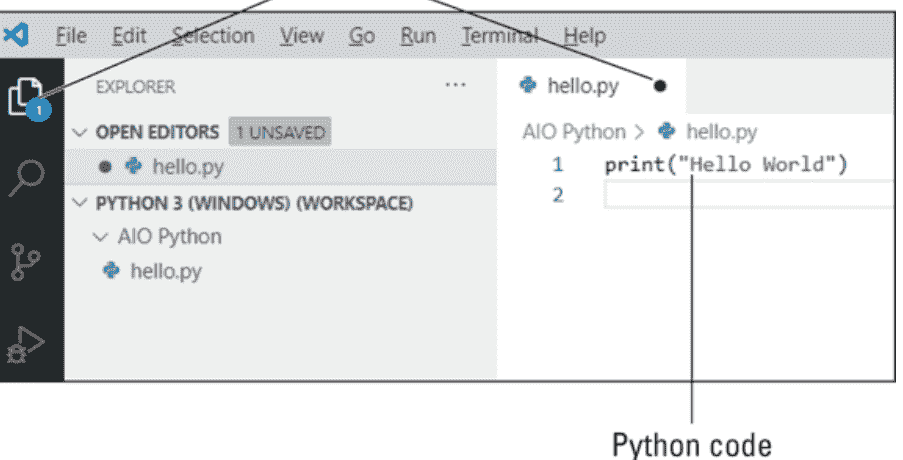 File Edit Selection View Go Run Terminal Help
1
EXPLORER ...
OPEN EDITORS 1 UNSAVED
hello.py
PYTHON 3 (WINDOWS) (WORKSPACE)
AIO Python
hello.py
hello.py
AIO Python > hello.py
1 print("Hello World")
2
Python code